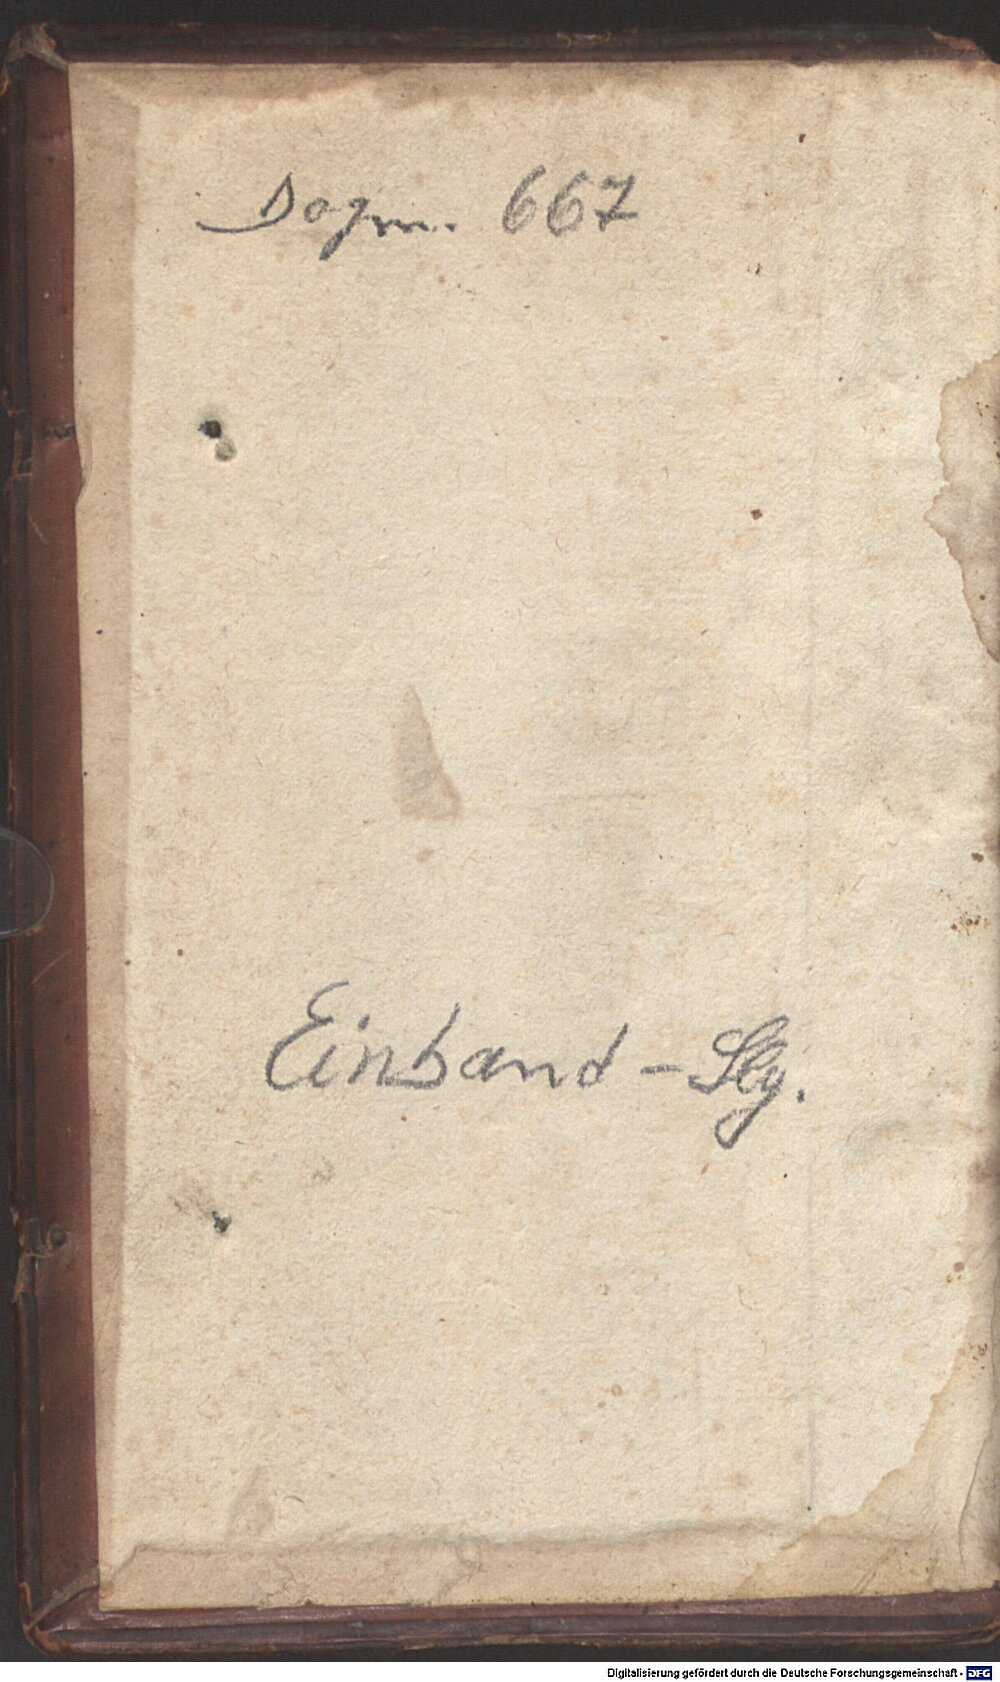 Dogm. 667
Einband - Slg.
Digitalisierung gefördert durch die Deutsche Forschungsgemeinschaft - DFG